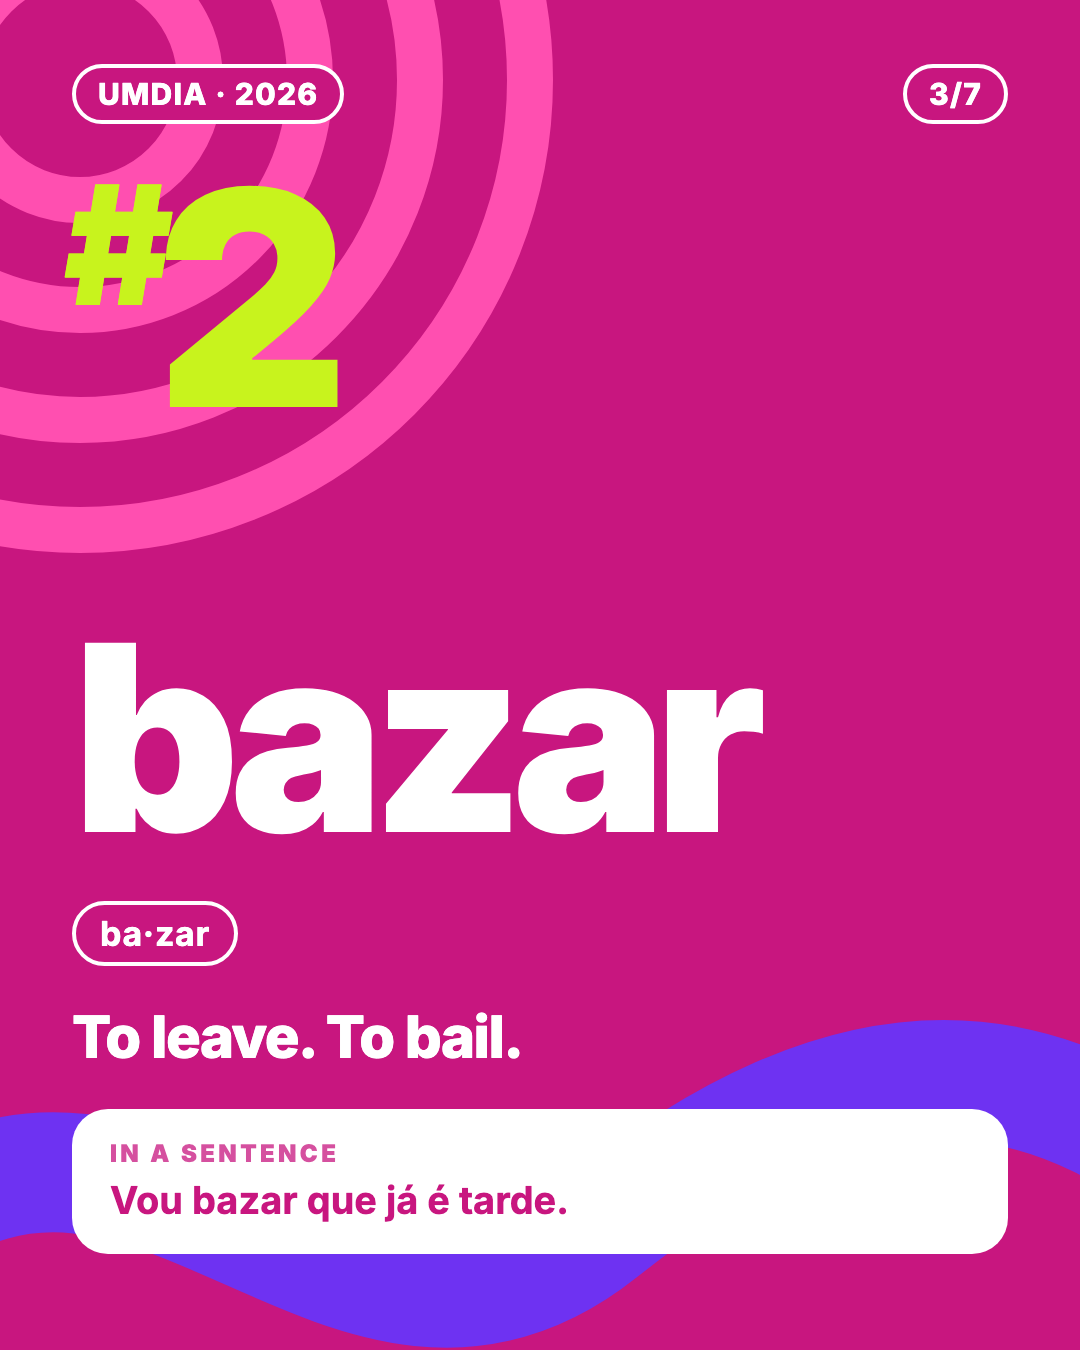 UMDIA · 2026
3/7
#2
bazar
ba·zar
To leave. To bail.
IN A SENTENCE
Vou bazar que já é tarde.